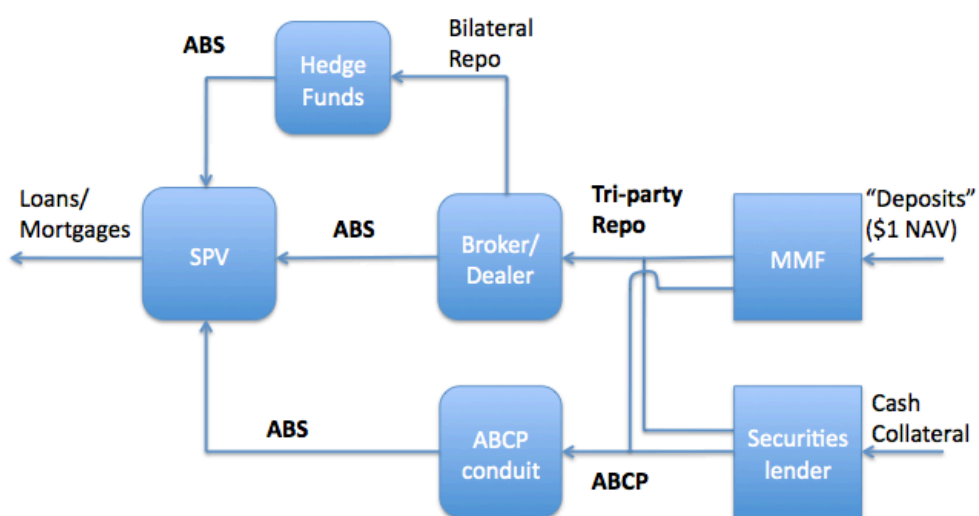 ABS
Hedge
Funds
Bilateral
Repo
Loans/
Mortgages
SPV
ABS
Broker/
Dealer
Tri-party
Repo
MMF
“Deposits”
($1 NAV)
ABS
ABCP
conduit
ABCP
Securities
lender
Cash
Collateral